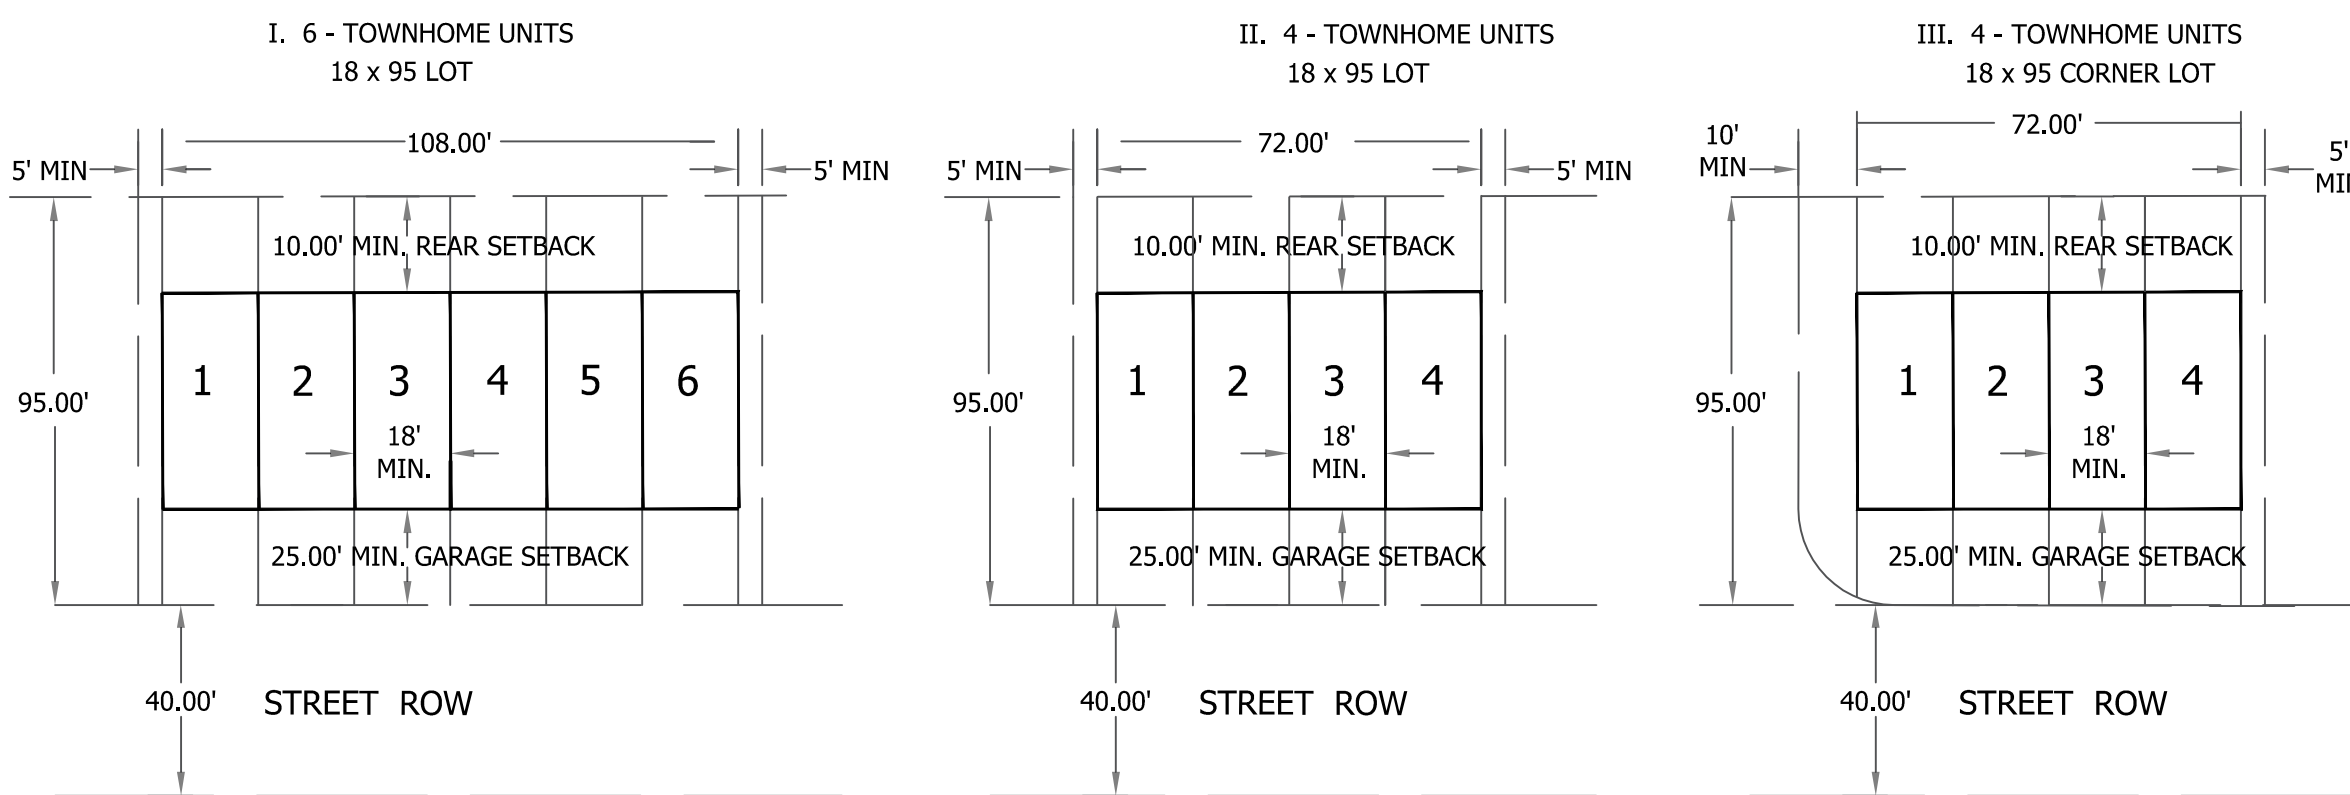 I. 6 - TOWNHOME UNITS
18 x 95 LOT
108.00'
5' MIN
5' MIN
10.00' MIN. REAR SETBACK
1
2
3
4
5
6
95.00'
18'
MIN.
25.00' MIN. GARAGE SETBACK
40.00'
STREET ROW
II. 4 - TOWNHOME UNITS
18 x 95 LOT
72.00'
5' MIN
5' MIN
10.00' MIN. REAR SETBACK
1
2
3
4
95.00'
18'
MIN.
25.00' MIN. GARAGE SETBACK
40.00'
STREET ROW
III. 4 - TOWNHOME UNITS
18 x 95 CORNER LOT
72.00'
10'
MIN
5'
10.00' MIN. REAR SETBACK
1
2
3
4
95.00'
18'
MIN.
25.00' MIN. GARAGE SETBACK
40.00'
STREET ROW